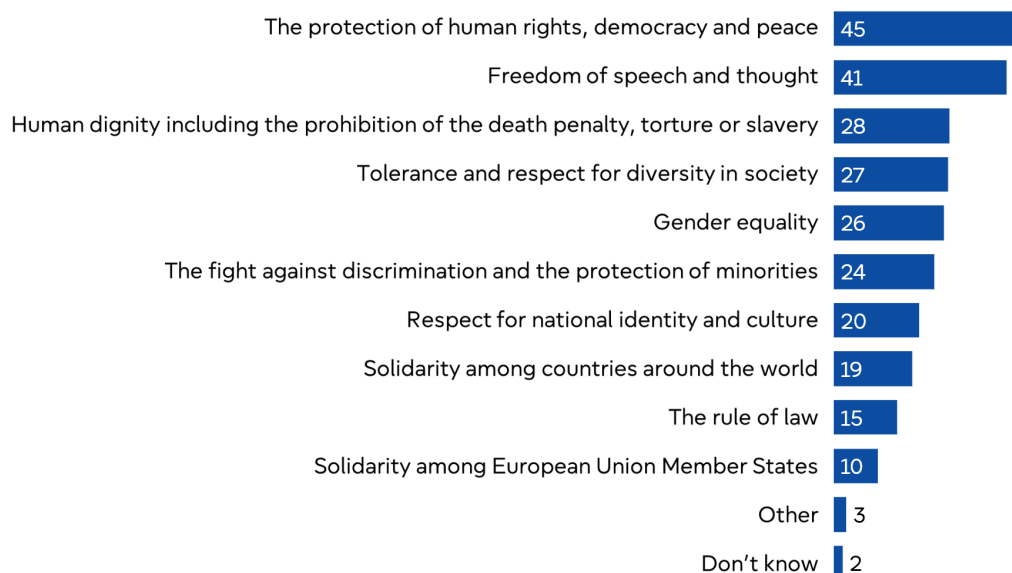 The protection of human rights, democracy and peace 45
Freedom of speech and thought 41
Human dignity including the prohibition of the death penalty, torture or slavery 28
Tolerance and respect for diversity in society 27
Gender equality 26
The fight against discrimination and the protection of minorities 24
Respect for national identity and culture 20
Solidarity among countries around the world 19
The rule of law 15
Solidarity among European Union Member States 10
Other 3
Don’t know 2